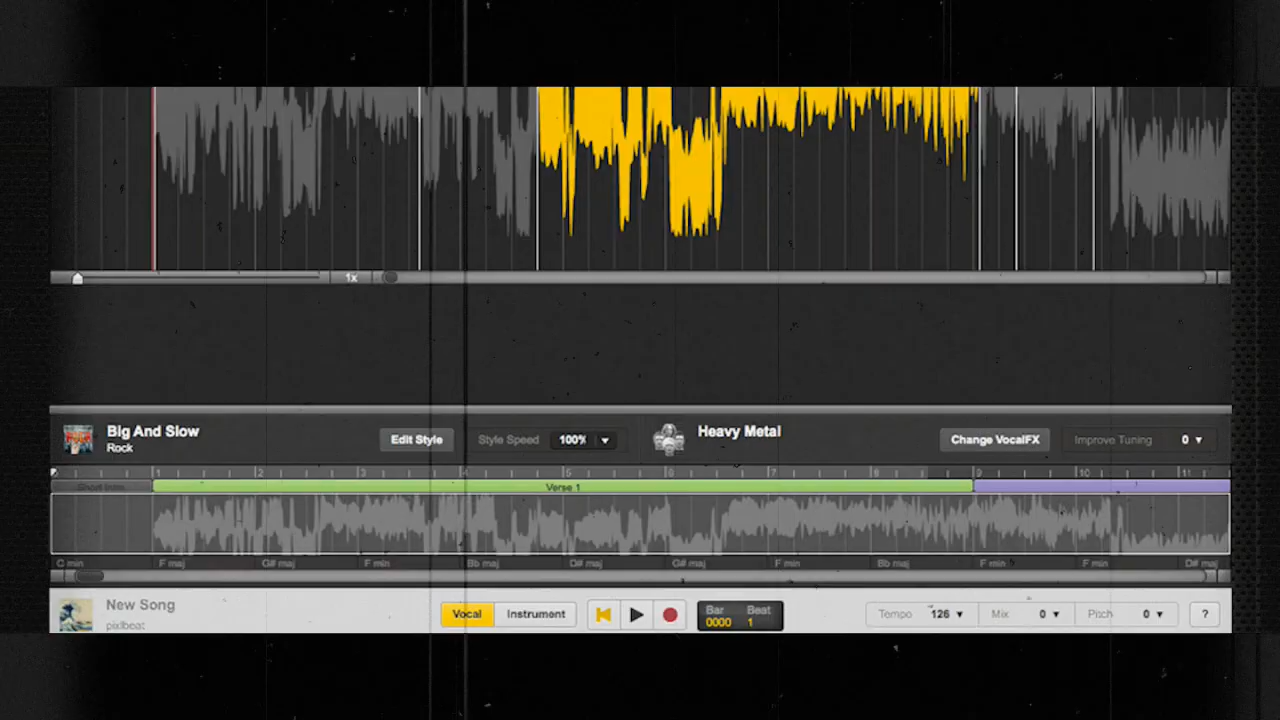 1x
Big And Slow
Rock
Edit Style
Style Speed 100%
Heavy Metal
Change VocalFX
Improve Tuning 0
1 2 3 4 5 6 7 8 9 10 11
Short Intro
Verse 1
C min F maj G# maj F min Bb maj D# maj G# maj F min Bb maj F min F min D# maj
New Song
pixlbeat
Vocal Instrument
Bar Beat
0000 1
Tempo 126
Mix 0
Pitch 0
?